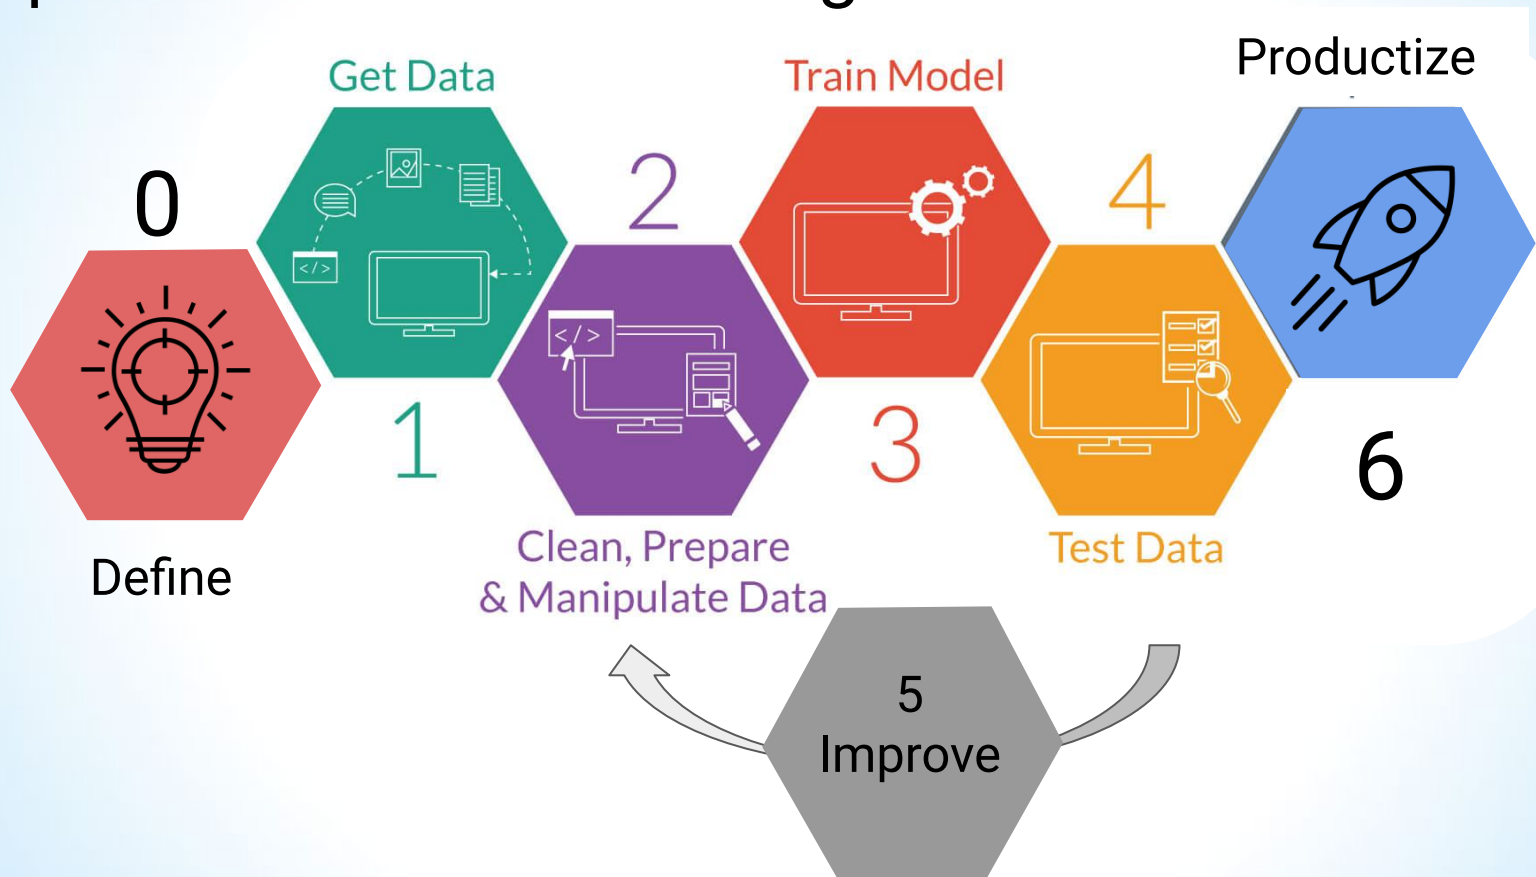 0
Define
Get Data
</>
1
2
</>
Clean, Prepare
& Manipulate Data
Train Model
3
4
Test Data
5
Improve
Productize
6